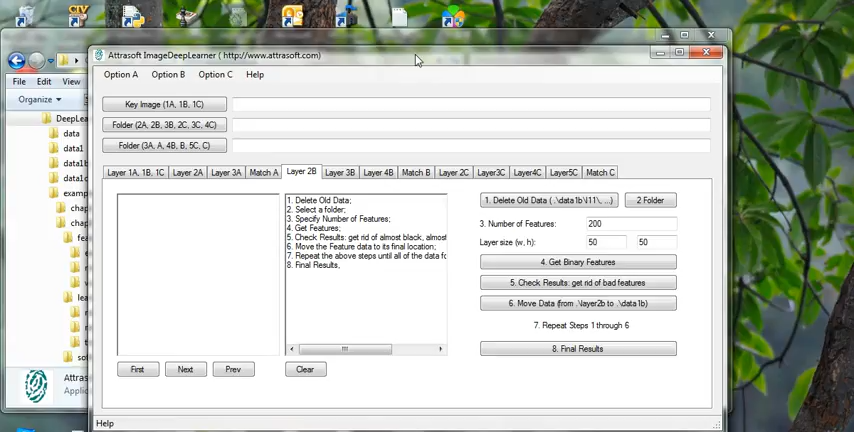 Attrasoft ImageDeepLearner ( http://www.attrasoft.com)
Option A Option B Option C Help
Key Image (1A, 1B, 1C)
Folder (2A, 2B, 3B, 2C, 3C, 4C)
Folder (3A, A, 4B, B, 5C, C)
Layer 1A, 1B, 1C Layer 2A Layer 3A Match A Layer 2B Layer 3B Layer 4B Match B Layer 2C Layer3C Layer4C Layer5C Match C
1. Delete Old Data;
2. Select a folder;
3. Specify Number of Features;
4. Get Features;
5. Check Results: get rid of almost black, almost
6. Move the Feature data to its final location;
7. Repeat the above steps until all of the data fo
8. Final Results,
1. Delete Old Data (.\data1b\l11\, ...) 2 Folder
3. Number of Features: 200
Layer size (w, h): 50 50
4. Get Binary Features
5. Check Results: get rid of bad features
6. Move Data (from .\layer2b to .\data1b)
7. Repeat Steps 1 through 6
8. Final Results
First Next Prev Clear
Help
File Edit View
Organize
DeepLea
data
data1
data1b
data1c
examp
chap
chap
fea
lea
sof
Attras
Applic